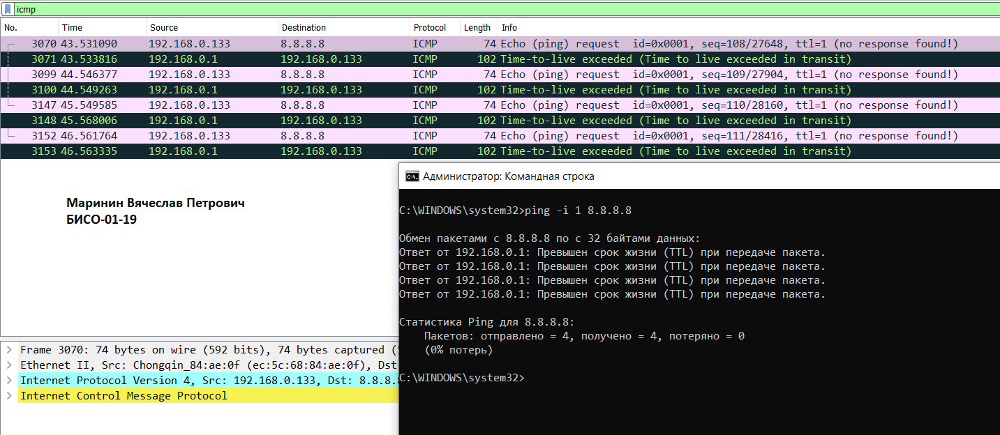 icmp
No. Time Source Destination Protocol Length Info
3070 43.531090 192.168.0.133 8.8.8.8 ICMP 74 Echo (ping) request id=0x0001, seq=108/27648, ttl=1 (no response found!)
3071 43.533816 192.168.0.1 192.168.0.133 ICMP 102 Time-to-live exceeded (Time to live exceeded in transit)
3099 44.546377 192.168.0.133 8.8.8.8 ICMP 74 Echo (ping) request id=0x0001, seq=109/27904, ttl=1 (no response found!)
3100 44.549263 192.168.0.1 192.168.0.133 ICMP 102 Time-to-live exceeded (Time to live exceeded in transit)
3147 45.549585 192.168.0.133 8.8.8.8 ICMP 74 Echo (ping) request id=0x0001, seq=110/28160, ttl=1 (no response found!)
3148 45.568006 192.168.0.1 192.168.0.133 ICMP 102 Time-to-live exceeded (Time to live exceeded in transit)
3152 46.561764 192.168.0.133 8.8.8.8 ICMP 74 Echo (ping) request id=0x0001, seq=111/28416, ttl=1 (no response found!)
3153 46.563335 192.168.0.1 192.168.0.133 ICMP 102 Time-to-live exceeded (Time to live exceeded in transit)
Маринин Вячеслав Петрович
БИСО-01-19
Frame 3070: 74 bytes on wire (592 bits), 74 bytes captured (
Ethernet II, Src: Chongqin_84:ae:0f (ec:5c:68:84:ae:0f), Dst:
Internet Protocol Version 4, Src: 192.168.0.133, Dst: 8.8.8.
Internet Control Message Protocol
Администратор: Командная строка
C:\WINDOWS\system32>ping -i 1 8.8.8.8
Обмен пакетами с 8.8.8.8 по с 32 байтами данных:
Ответ от 192.168.0.1: Превышен срок жизни (TTL) при передаче пакета.
Ответ от 192.168.0.1: Превышен срок жизни (TTL) при передаче пакета.
Ответ от 192.168.0.1: Превышен срок жизни (TTL) при передаче пакета.
Ответ от 192.168.0.1: Превышен срок жизни (TTL) при передаче пакета.
Статистика Ping для 8.8.8.8:
Пакетов: отправлено = 4, получено = 4, потеряно = 0
(0% потерь)
C:\WINDOWS\system32>